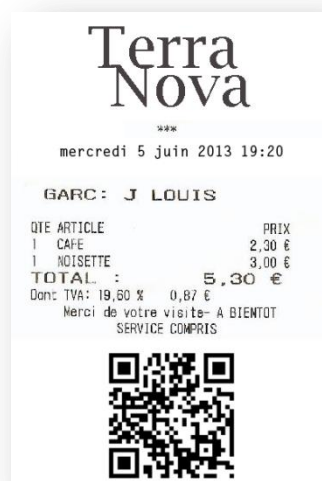 Terra
Nova
***
mercredi 5 juin 2013 19:20
GARC: J LOUIS
QTE ARTICLE PRIX
1 CAFE 2,30 €
1 NOISETTE 3,00 €
TOTAL : 5,30 €
Dont TVA: 19,60 % 0,87 €
Merci de votre visite- A BIENTOT
SERVICE COMPRIS